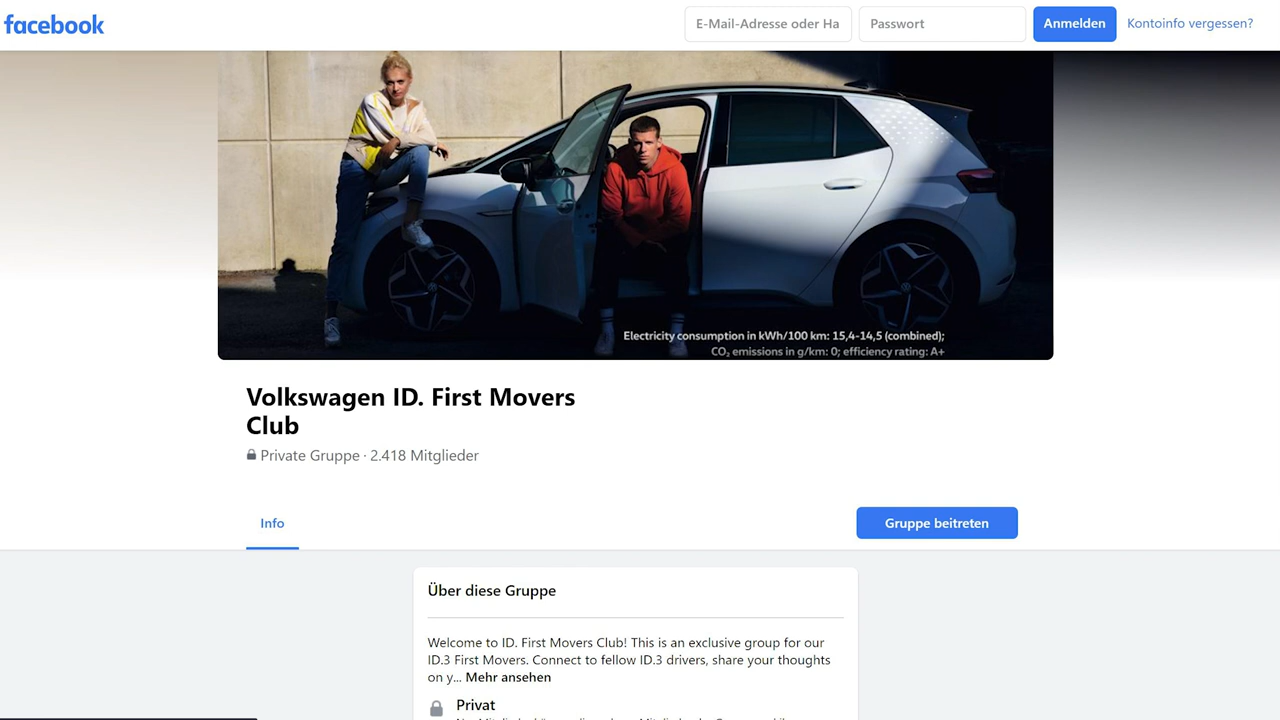 facebook
E-Mail-Adresse oder Ha
Passwort
Anmelden
Kontoinfo vergessen?
Electricity consumption in kWh/100 km: 15,4-14,5 (combined);
CO₂ emissions in g/km: 0; efficiency rating: A+
Volkswagen ID. First Movers
Club
Private Gruppe · 2.418 Mitglieder
Info
Gruppe beitreten
Über diese Gruppe
Welcome to ID. First Movers Club! This is an exclusive group for our
ID.3 First Movers. Connect to fellow ID.3 drivers, share your thoughts
on y... Mehr ansehen
Privat